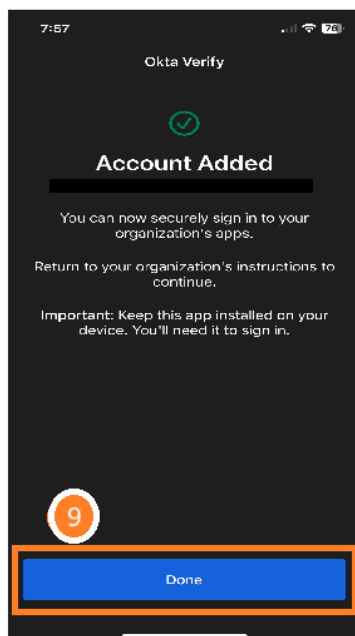 7:57
76
Okta Verify
Account Added
You can now securely sign in to your
organization's apps.
Return to your organization's instructions to
continue.
Important: Keep this app installed on your
device. You'll need it to sign in.
9
Done